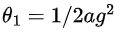 θ₁ = 1/2ag²